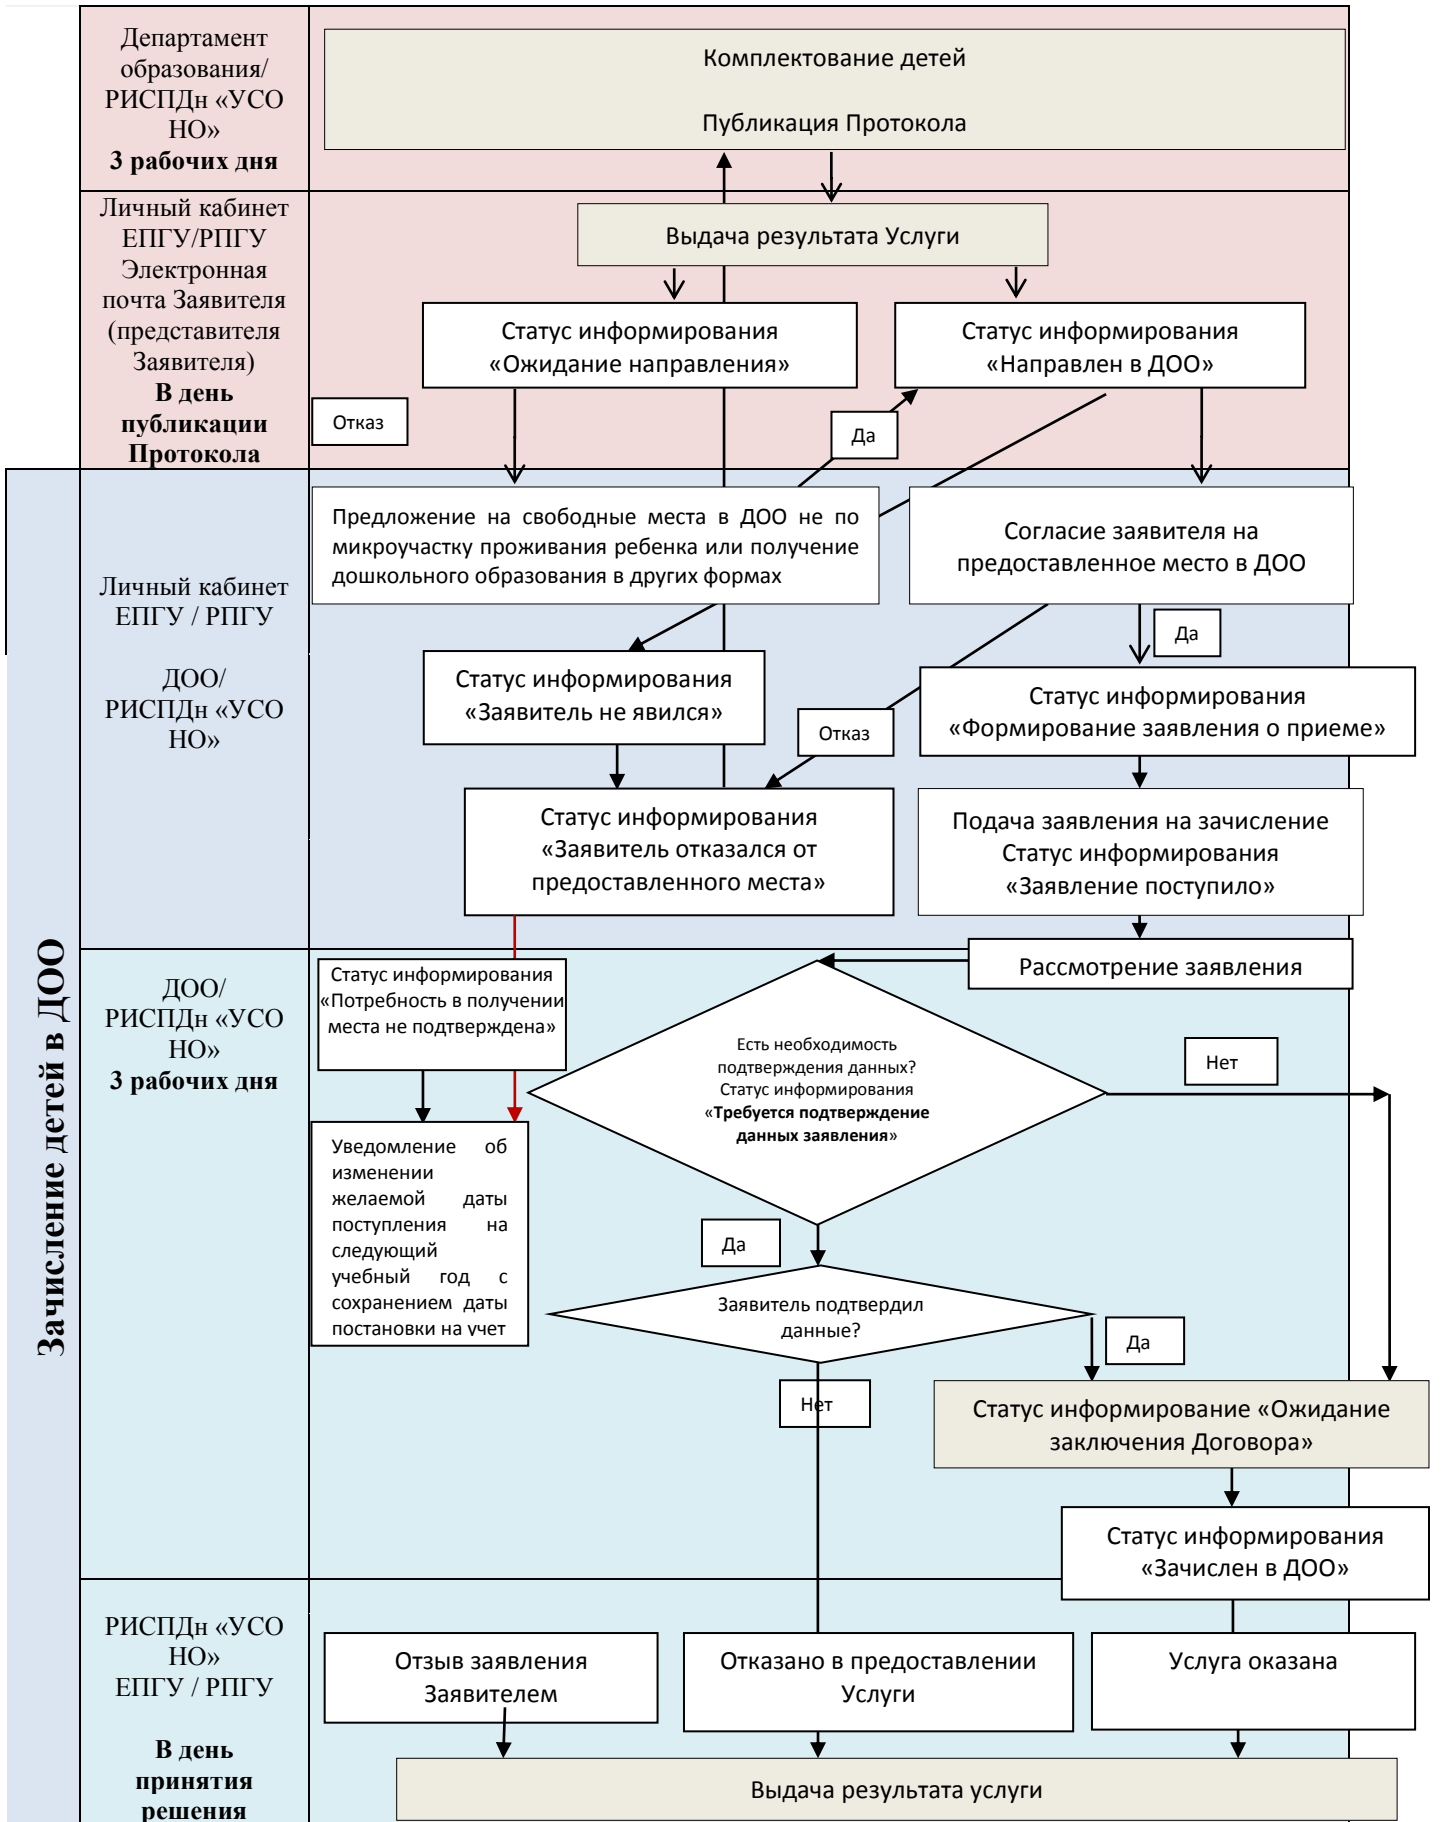 Департамент
образования/
РИСПДн «УСО
НО»
3 рабочих дня
Комплектование детей
Публикация Протокола
Личный кабинет
ЕПГУ/РПГУ
Электронная
почта Заявителя
(представителя
Заявителя)
В день
публикации
Протокола
Выдача результата Услуги
Статус информирования
«Ожидание направления»
Статус информирования
«Направлен в ДОО»
Отказ
Да
Зачисление детей в ДОО
Личный кабинет
ЕПГУ / РПГУ
ДОО/
РИСПДн «УСО
НО»
Предложение на свободные места в ДОО не по
микроучастку проживания ребенка или получение
дошкольного образования в других формах
Согласие заявителя на
предоставленное место в ДОО
Да
Статус информирования
«Заявитель не явился»
Отказ
Статус информирования
«Формирование заявления о приеме»
Статус информирования
«Заявитель отказался от
предоставленного места»
Подача заявления на зачисление
Статус информирования
«Заявление поступило»
ДОО/
РИСПДн «УСО
НО»
3 рабочих дня
Статус информирования
«Потребность в получении
места не подтверждена»
Рассмотрение заявления
Есть необходимость
подтверждения данных?
Статус информирования
«Требуется подтверждение
данных заявления»
Нет
Уведомление об
изменении
желаемой даты
поступления на
следующий
учебный год с
сохранением даты
постановки на учет
Да
Заявитель подтвердил
данные?
Да
Нет
Статус информирование «Ожидание
заключения Договора»
Статус информирования
«Зачислен в ДОО»
РИСПДн «УСО
НО»
ЕПГУ / РПГУ
В день
принятия
решения
Отзыв заявления
Заявителем
Отказано в предоставлении
Услуги
Услуга оказана
Выдача результата услуги